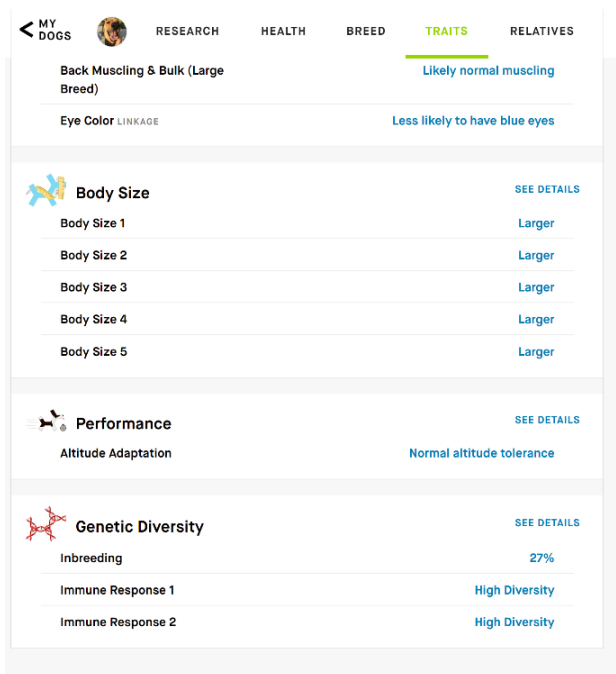 < MY DOGS RESEARCH HEALTH BREED TRAITS RELATIVES
Back Muscling & Bulk (Large Breed) Likely normal muscling
Eye Color LINKAGE Less likely to have blue eyes
Body Size SEE DETAILS
Body Size 1 Larger
Body Size 2 Larger
Body Size 3 Larger
Body Size 4 Larger
Body Size 5 Larger
Performance SEE DETAILS
Altitude Adaptation Normal altitude tolerance
Genetic Diversity SEE DETAILS
Inbreeding 27%
Immune Response 1 High Diversity
Immune Response 2 High Diversity